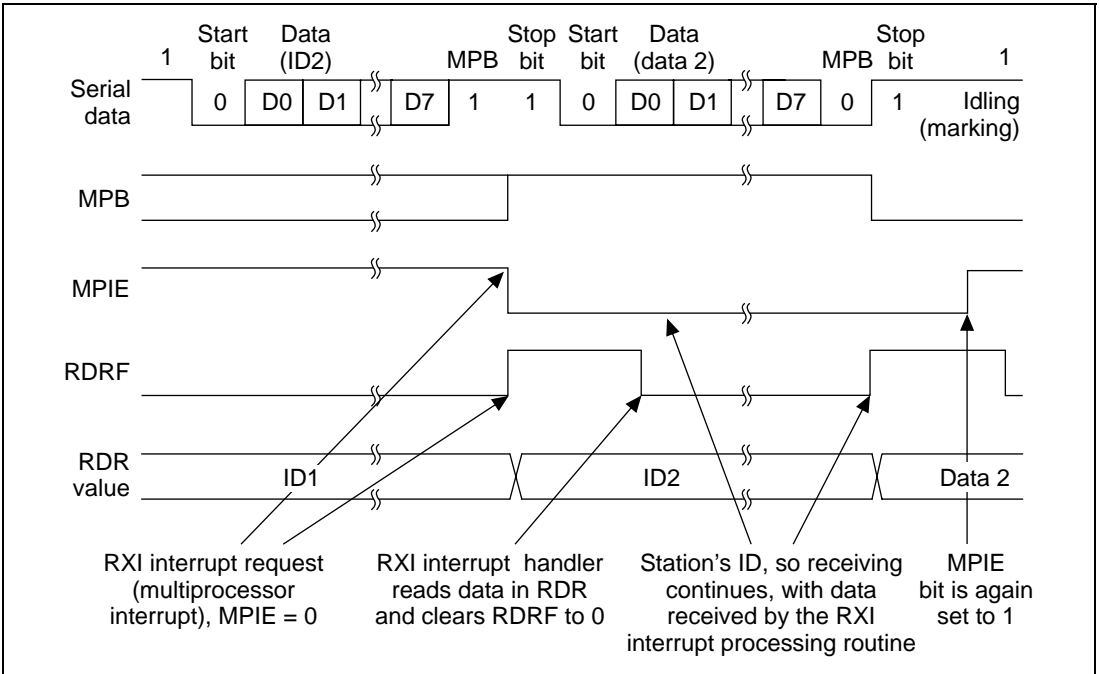 Start Data Stop Start Data Stop
1 bit (ID2) MPB bit bit (data 2) MPB bit 1
Serial data
0 D0 D1 D7 1 1 0 D0 D1 D7 0 1 Idling (marking)
MPB
MPIE
RDRF
RDR value
ID1 ID2 Data 2
RXI interrupt request
(multiprocessor
interrupt), MPIE = 0
RXI interrupt handler
reads data in RDR
and clears RDRF to 0
Station's ID, so receiving
continues, with data
received by the RXI
interrupt processing routine
MPIE
bit is again
set to 1